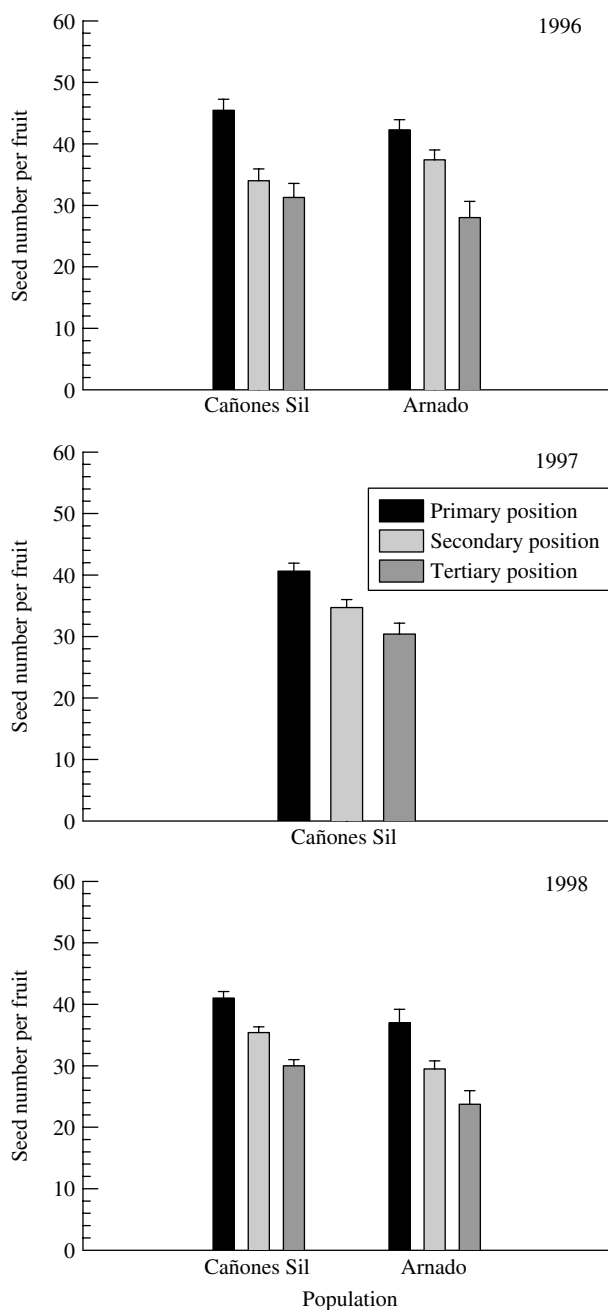 1996
60
50
40
30
20
10
0
Seed number per fruit
Cañones Sil Arnado
1997
60
50
40
30
20
10
0
Seed number per fruit
Primary position
Secondary position
Tertiary position
Cañones Sil
1998
60
50
40
30
20
10
0
Seed number per fruit
Cañones Sil Arnado
Population